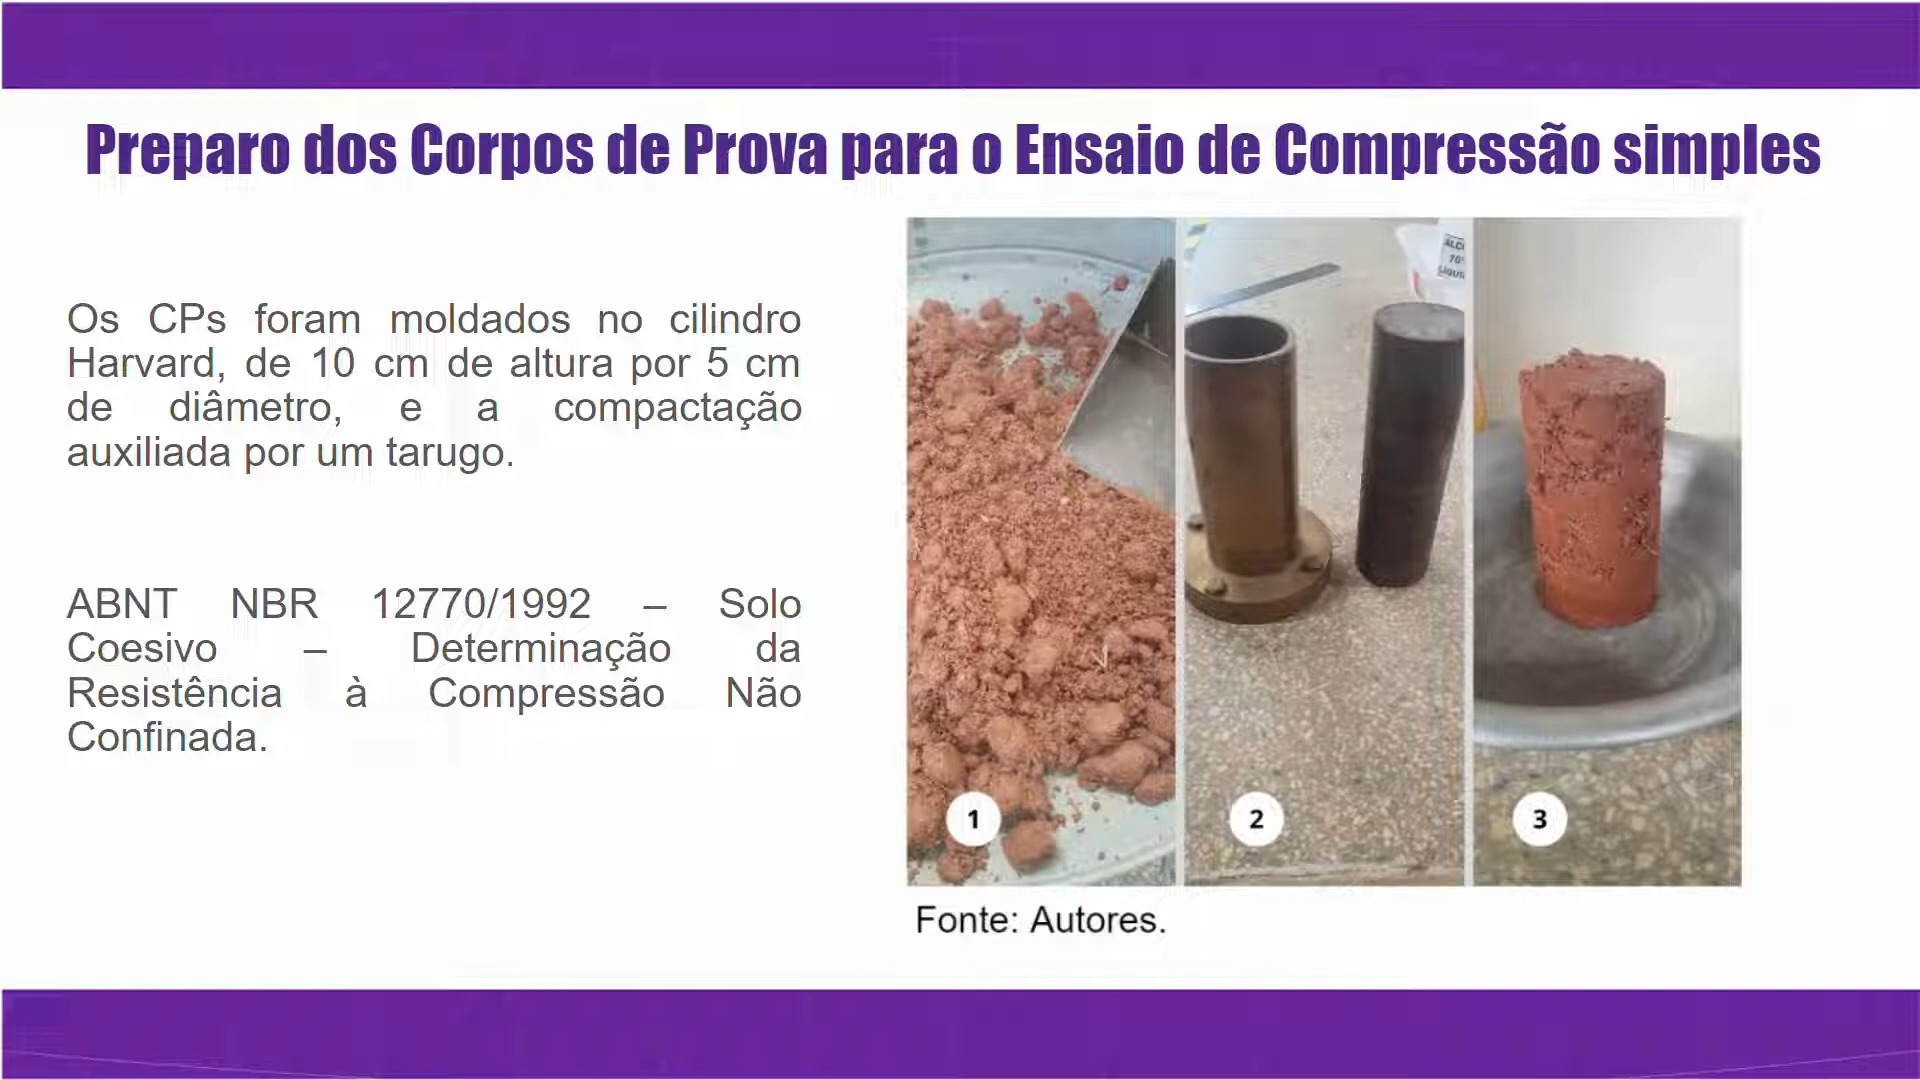 Preparo dos Corpos de Prova para o Ensaio de Compressão simples
Os CPs foram moldados no cilindro
Harvard, de 10 cm de altura por 5 cm
de diâmetro, e a compactação
auxiliada por um tarugo.
ABNT NBR 12770/1992 – Solo
Coesivo – Determinação da
Resistência à Compressão Não
Confinada.
1
2
3
Fonte: Autores.